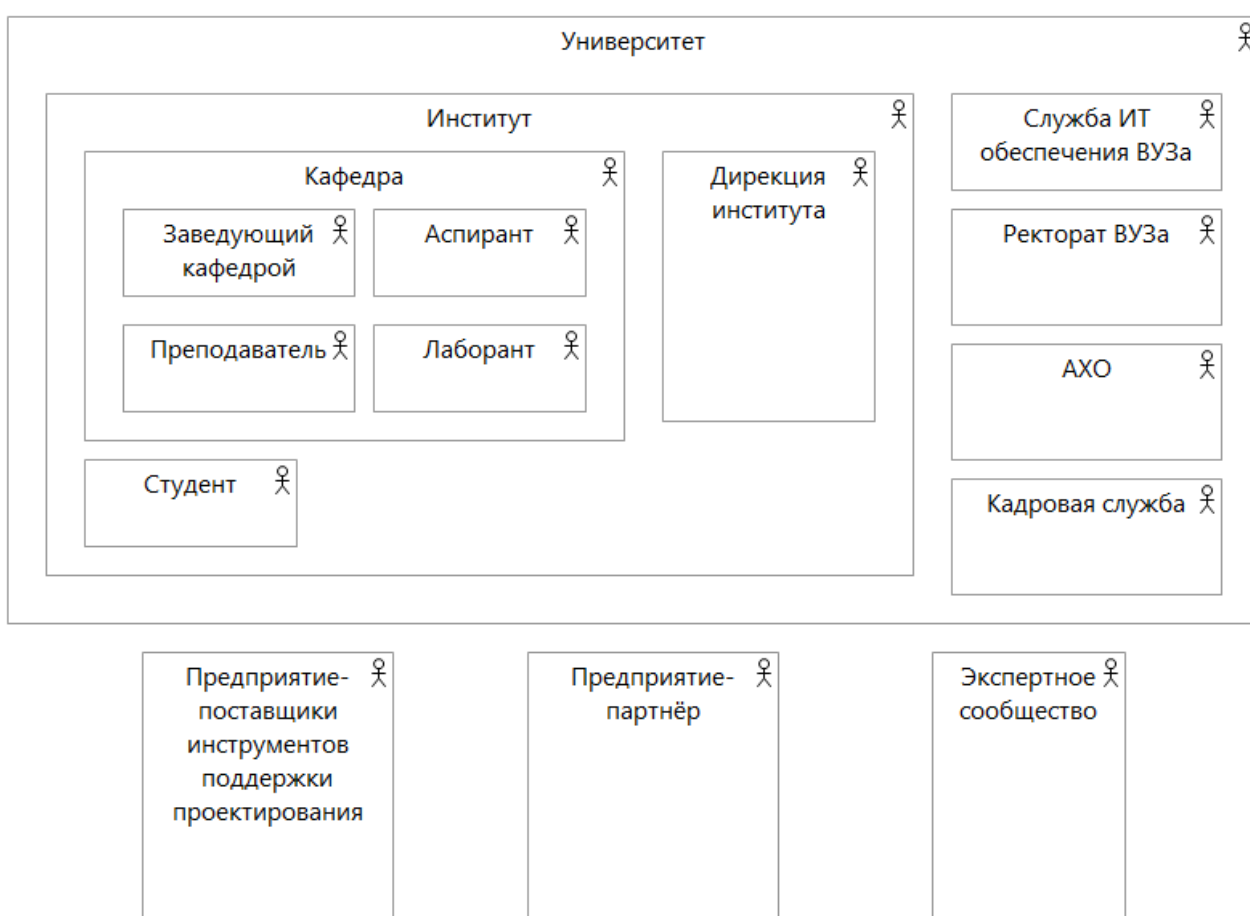 Университет
Институт
Служба ИТ
обеспечения ВУЗа
Кафедра
Дирекция
института
Заведующий
кафедрой
Аспирант
Ректорат ВУЗа
Преподаватель
Лаборант
АХО
Студент
Кадровая служба
Предприятие-
поставщики
инструментов
поддержки
проектирования
Предприятие-
партнёр
Экспертное
сообщество